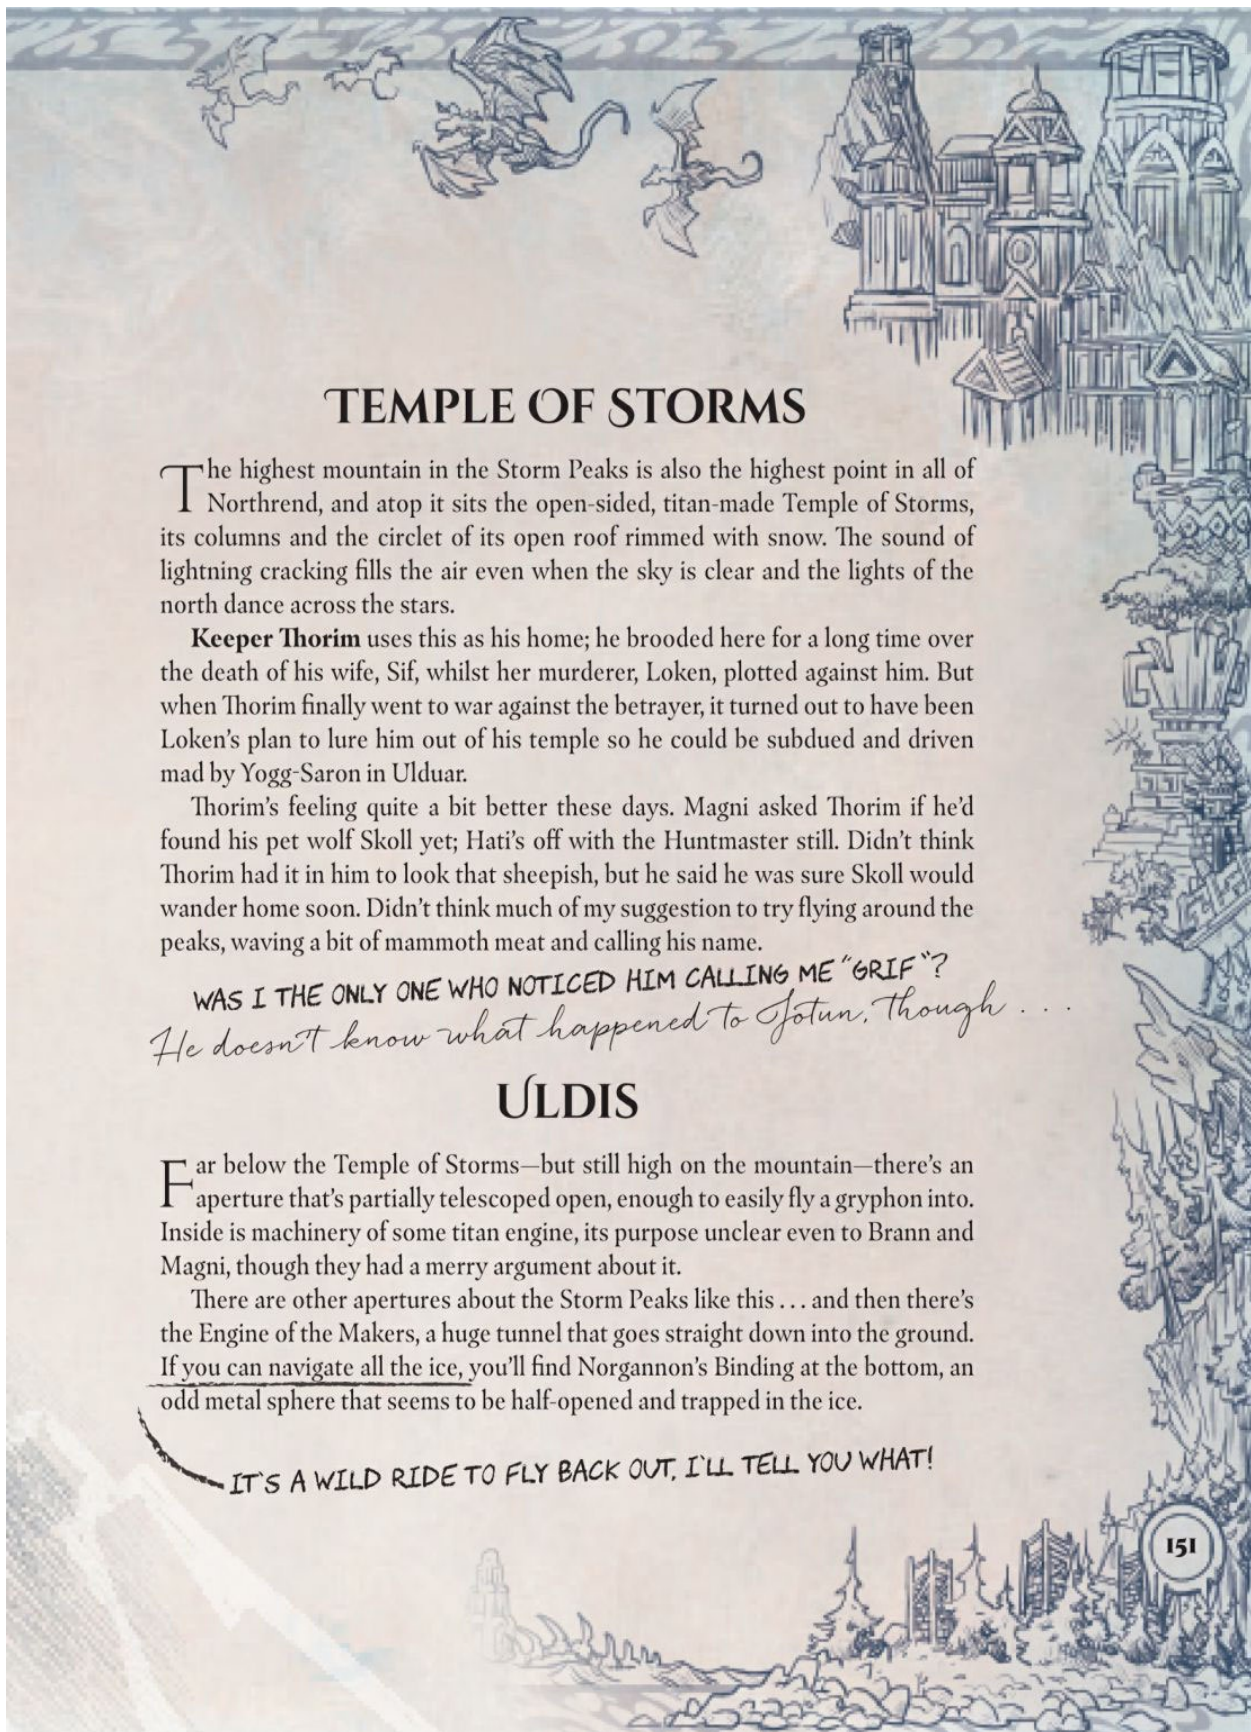 TEMPLE OF STORMS
The highest mountain in the Storm Peaks is also the highest point in all of
Northrend, and atop it sits the open-sided, titan-made Temple of Storms,
its columns and the circlet of its open roof rimmed with snow. The sound of
lightning cracking fills the air even when the sky is clear and the lights of the
north dance across the stars.
Keeper Thorim uses this as his home; he brooded here for a long time over
the death of his wife, Sif, whilst her murderer, Loken, plotted against him. But
when Thorim finally went to war against the betrayer, it turned out to have been
Loken's plan to lure him out of his temple so he could be subdued and driven
mad by Yogg-Saron in Ulduar.
Thorim's feeling quite a bit better these days. Magni asked Thorim if he'd
found his pet wolf Skoll yet; Hati's off with the Huntmaster still. Didn't think
Thorim had it in him to look that sheepish, but he said he was sure Skoll would
wander home soon. Didn't think much of my suggestion to try flying around the
peaks, waving a bit of mammoth meat and calling his name.
WAS I THE ONLY ONE WHO NOTICED HIM CALLING ME "GRIF"?
He doesn't know what happened to Jotun, though . . .
ULDIS
Far below the Temple of Storms—but still high on the mountain—there's an
aperture that's partially telescoped open, enough to easily fly a gryphon into.
Inside is machinery of some titan engine, its purpose unclear even to Brann and
Magni, though they had a merry argument about it.
There are other apertures about the Storm Peaks like this . . . and then there's
the Engine of the Makers, a huge tunnel that goes straight down into the ground.
If you can navigate all the ice, you'll find Norgannon's Binding at the bottom, an
odd metal sphere that seems to be half-opened and trapped in the ice.
IT'S A WILD RIDE TO FLY BACK OUT, I'LL TELL YOU WHAT!
151